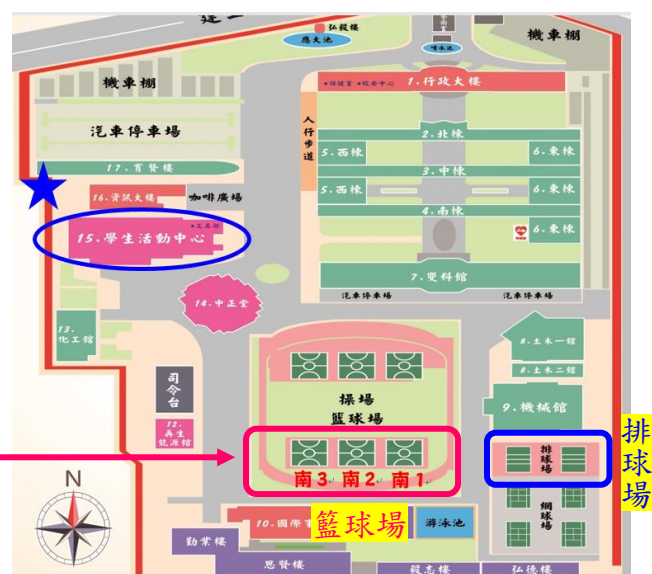 弘毅樓
應大池
噴水池
機車棚
機車棚
1.行政大樓
汽車停車場
人行步道
2.北棟
5.西棟
6.東棟
17.育賢樓
3.中棟
16.資訊大樓
咖啡廣場
5.西棟
6.東棟
4.南棟
15.學生活動中心
6.東棟
7.雙科館
汽車停車場
汽車停車場
14.中正堂
13.
化工館
8.土木一館
8.土木二館
司令台
操場
籃球場
9.機械館
12.
再生
能源館
排球場
排球場
南3
南2
南1
N
網球場
10.國際
籃球場
游泳池
勤業樓
思賢樓
毅志樓
弘德樓